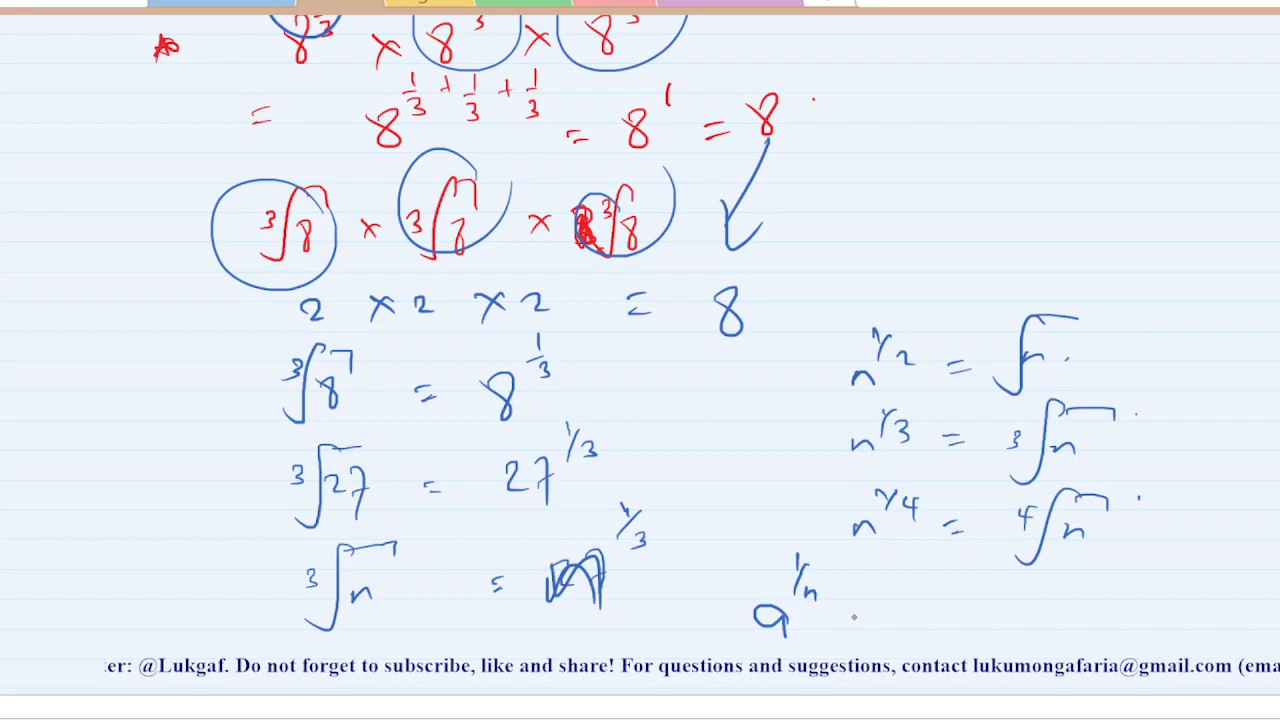 8^{1/3} × 8^{3} × 8^{3}
= 8^{1/3 + 1/3 + 1/3} = 8^1 = 8
∛8 × ∛8 × ∛8
2 × 2 × 2 = 8
∛8 = 8^{1/3}
∛27 = 27^{1/3}
∛n = n^{1/3}
n^{1/2} = √n
n^{1/3} = ∛n
n^{1/4} = ∜n
a^{1/n}
er: @Lukgaf. Do not forget to subscribe, like and share! For questions and suggestions, contact lukumongafaria@gmail.com (ema